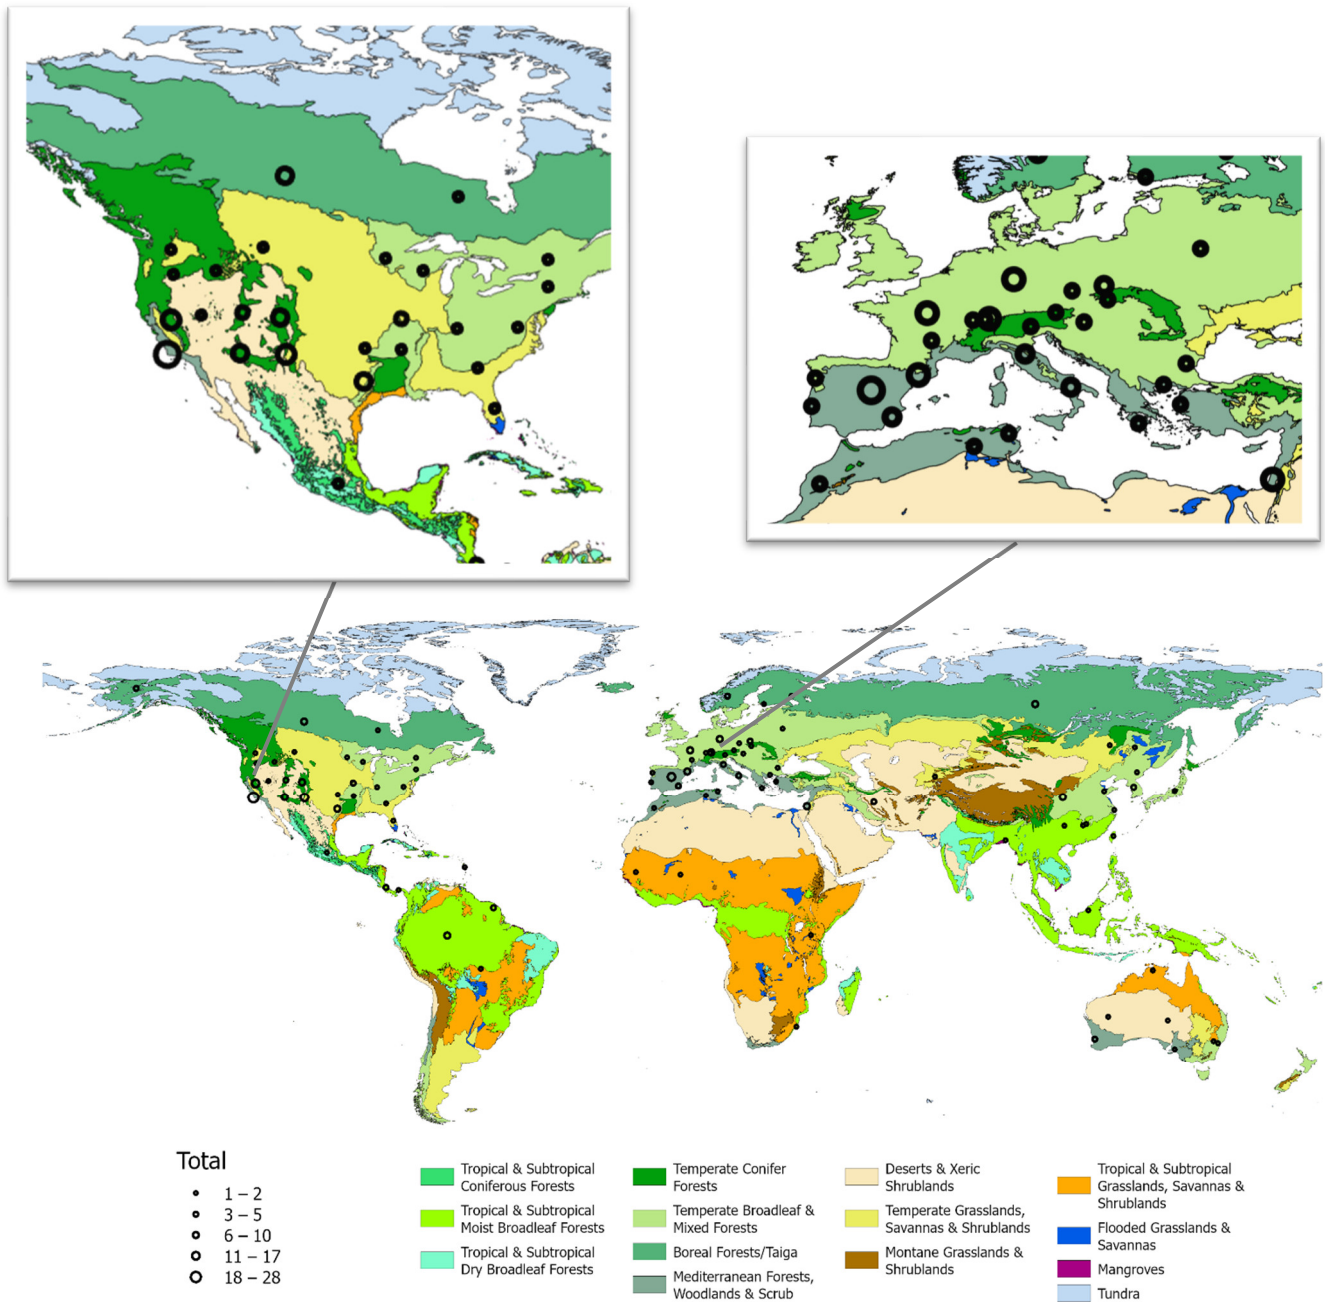 Total
1 – 2
3 – 5
6 – 10
11 – 17
18 – 28
Tropical & Subtropical
Coniferous Forests
Tropical & Subtropical
Moist Broadleaf Forests
Tropical & Subtropical
Dry Broadleaf Forests
Temperate Conifer
Forests
Temperate Broadleaf &
Mixed Forests
Boreal Forests/Taiga
Mediterranean Forests,
Woodlands & Scrub
Deserts & Xeric
Shrublands
Temperate Grasslands,
Savannas & Shrublands
Montane Grasslands &
Shrublands
Tropical & Subtropical
Grasslands, Savannas &
Shrublands
Flooded Grasslands &
Savannas
Mangroves
Tundra